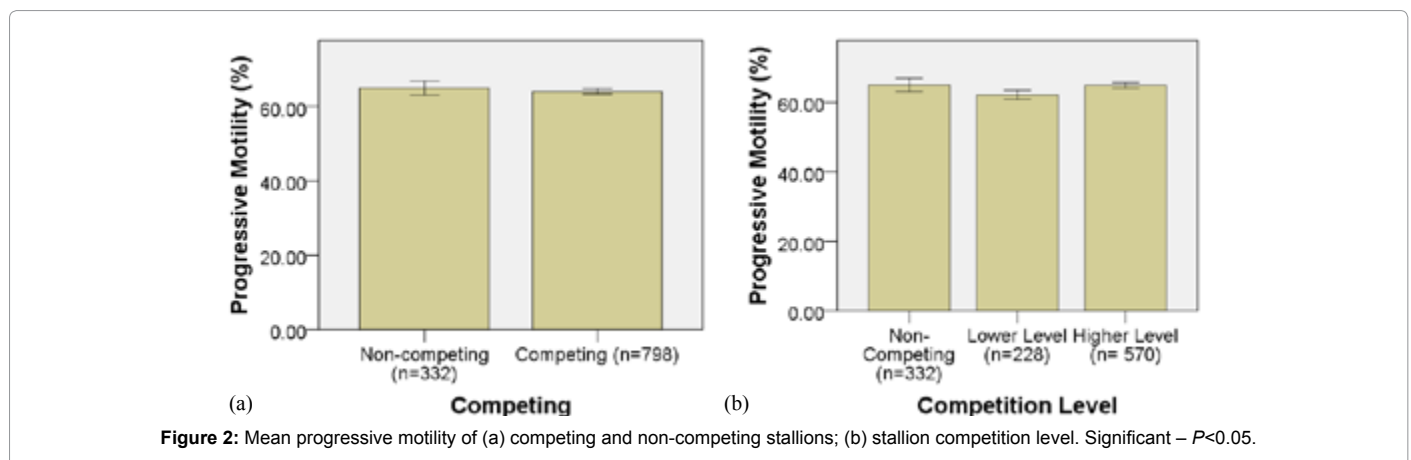 Progressive Motility (%)
60.00
40.00
20.00
0.00
Non-competing
(n=332)
Competing (n=798)
(a)
Competing
Progressive Motility (%)
60.00
40.00
20.00
0.00
Non-
Competing
(n=332)
Lower Level
(n=228)
Higher Level
(n= 570)
(b)
Competition Level
Figure 2: Mean progressive motility of (a) competing and non-competing stallions; (b) stallion competition level. Significant – P<0.05.